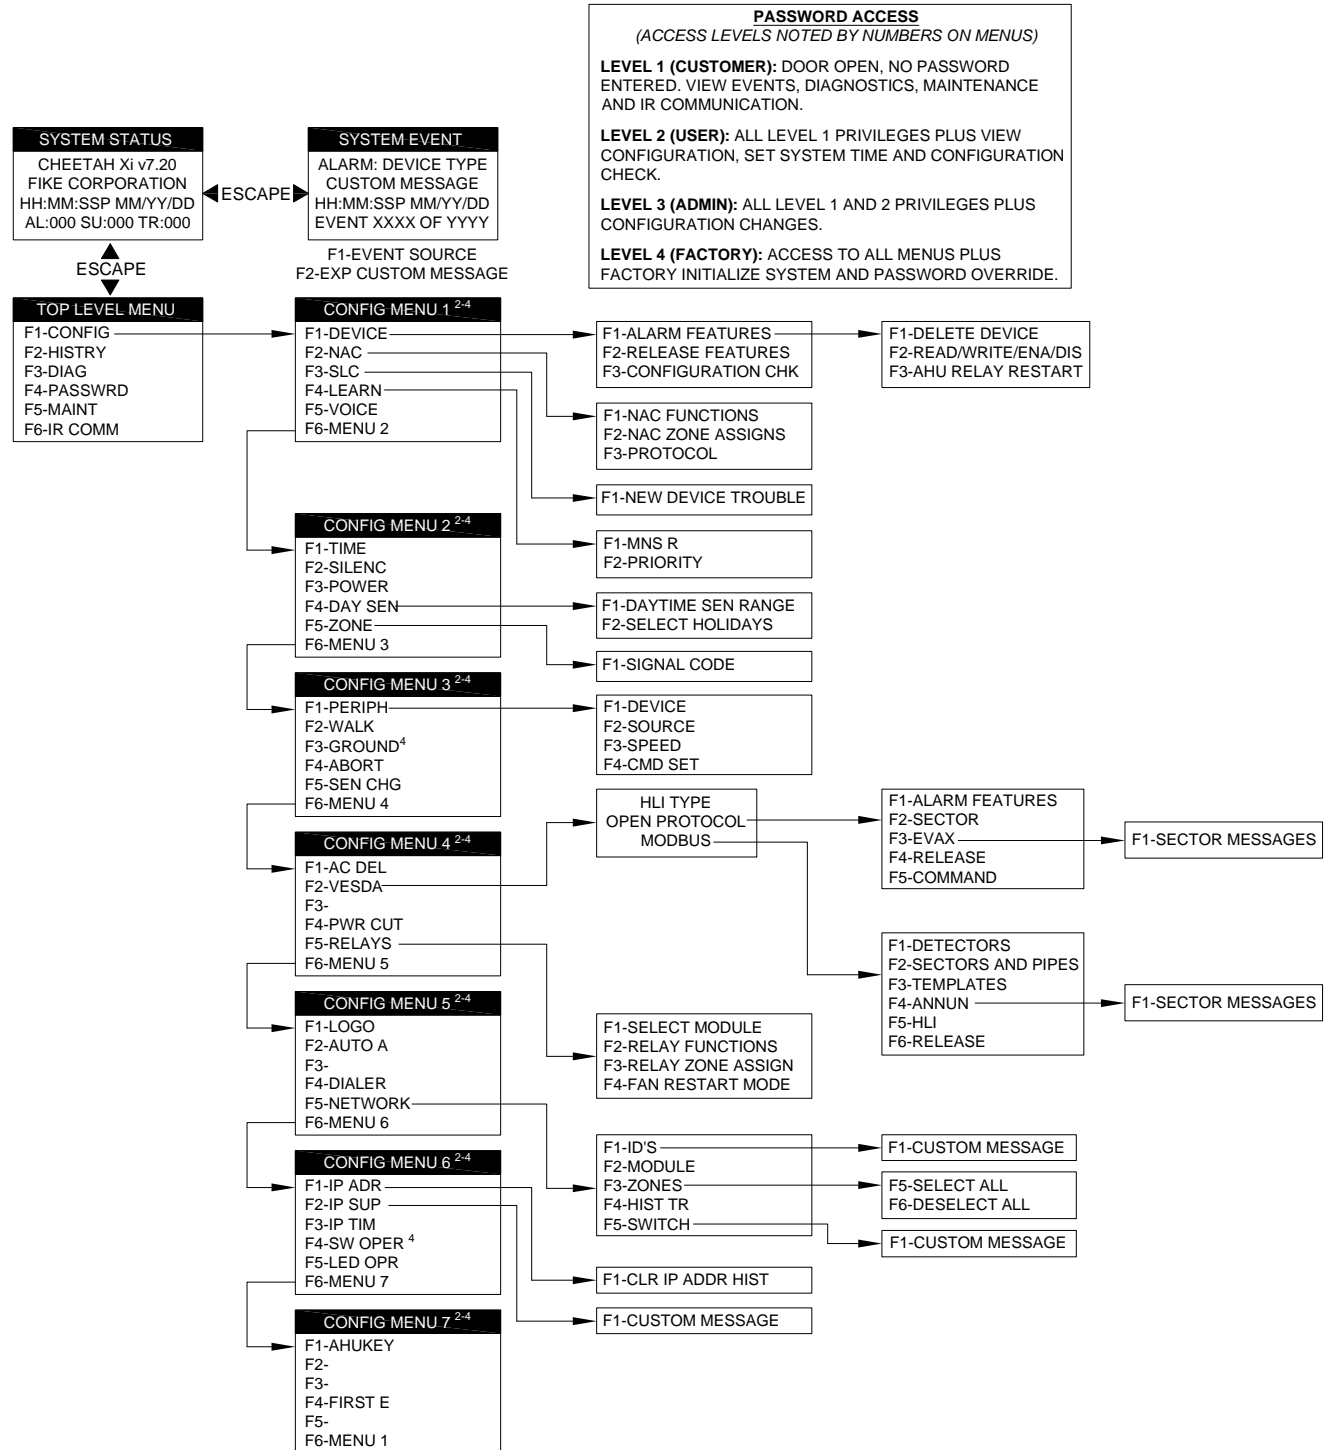 PASSWORD ACCESS
(ACCESS LEVELS NOTED BY NUMBERS ON MENUS)
LEVEL 1 (CUSTOMER): DOOR OPEN, NO PASSWORD
ENTERED. VIEW EVENTS, DIAGNOSTICS, MAINTENANCE
AND IR COMMUNICATION.
LEVEL 2 (USER): ALL LEVEL 1 PRIVILEGES PLUS VIEW
CONFIGURATION, SET SYSTEM TIME AND CONFIGURATION
CHECK.
LEVEL 3 (ADMIN): ALL LEVEL 1 AND 2 PRIVILEGES PLUS
CONFIGURATION CHANGES.
LEVEL 4 (FACTORY): ACCESS TO ALL MENUS PLUS
FACTORY INITIALIZE SYSTEM AND PASSWORD OVERRIDE.
SYSTEM STATUS
CHEETAH Xi v7.20
FIKE CORPORATION
HH:MM:SSP MM/YY/DD
AL:000 SU:000 TR:000
ESCAPE
SYSTEM EVENT
ALARM: DEVICE TYPE
CUSTOM MESSAGE
HH:MM:SSP MM/YY/DD
EVENT XXXX OF YYYY
F1-EVENT SOURCE
F2-EXP CUSTOM MESSAGE
ESCAPE
TOP LEVEL MENU
F1-CONFIG
F2-HISTRY
F3-DIAG
F4-PASSWRD
F5-MAINT
F6-IR COMM
CONFIG MENU 1 2-4
F1-DEVICE
F2-NAC
F3-SLC
F4-LEARN
F5-VOICE
F6-MENU 2
F1-ALARM FEATURES
F2-RELEASE FEATURES
F3-CONFIGURATION CHK
F1-DELETE DEVICE
F2-READ/WRITE/ENA/DIS
F3-AHU RELAY RESTART
F1-NAC FUNCTIONS
F2-NAC ZONE ASSIGNS
F3-PROTOCOL
F1-NEW DEVICE TROUBLE
F1-MNS R
F2-PRIORITY
CONFIG MENU 2 2-4
F1-TIME
F2-SILENC
F3-POWER
F4-DAY SEN
F5-ZONE
F6-MENU 3
F1-DAYTIME SEN RANGE
F2-SELECT HOLIDAYS
F1-SIGNAL CODE
CONFIG MENU 3 2-4
F1-PERIPH
F2-WALK
F3-GROUND4
F4-ABORT
F5-SEN CHG
F6-MENU 4
F1-DEVICE
F2-SOURCE
F3-SPEED
F4-CMD SET
CONFIG MENU 4 2-4
F1-AC DEL
F2-VESDA
F3-
F4-PWR CUT
F5-RELAYS
F6-MENU 5
HLI TYPE
OPEN PROTOCOL
MODBUS
F1-ALARM FEATURES
F2-SECTOR
F3-EVAX
F4-RELEASE
F5-COMMAND
F1-SECTOR MESSAGES
F1-DETECTORS
F2-SECTORS AND PIPES
F3-TEMPLATES
F4-ANNUN
F5-HLI
F6-RELEASE
F1-SECTOR MESSAGES
CONFIG MENU 5 2-4
F1-LOGO
F2-AUTO A
F3-
F4-DIALER
F5-NETWORK
F6-MENU 6
F1-SELECT MODULE
F2-RELAY FUNCTIONS
F3-RELAY ZONE ASSIGN
F4-FAN RESTART MODE
F1-ID'S
F2-MODULE
F3-ZONES
F4-HIST TR
F5-SWITCH
F1-CUSTOM MESSAGE
F5-SELECT ALL
F6-DESELECT ALL
F1-CUSTOM MESSAGE
CONFIG MENU 6 2-4
F1-IP ADR
F2-IP SUP
F3-IP TIM
F4-SW OPER 4
F5-LED OPR
F6-MENU 7
F1-CLR IP ADDR HIST
F1-CUSTOM MESSAGE
CONFIG MENU 7 2-4
F1-AHUKEY
F2-
F3-
F4-FIRST E
F5-
F6-MENU 1